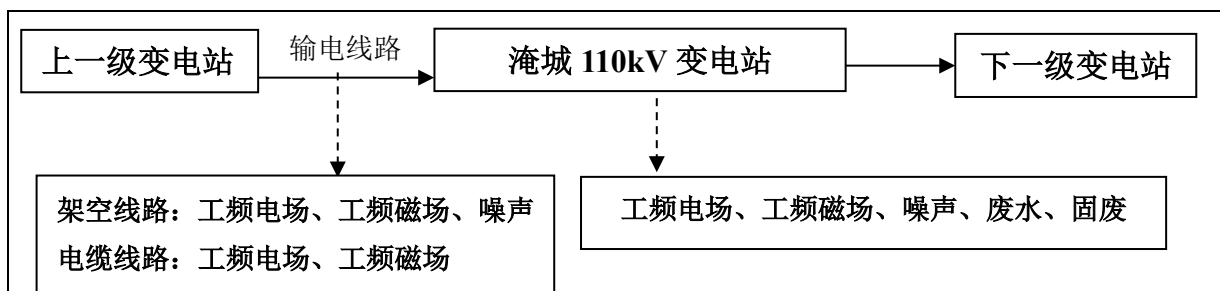 上一级变电站
输电线路
淹城 110kV 变电站
下一级变电站
架空线路：工频电场、工频磁场、噪声
电缆线路：工频电场、工频磁场
工频电场、工频磁场、噪声、废水、固废